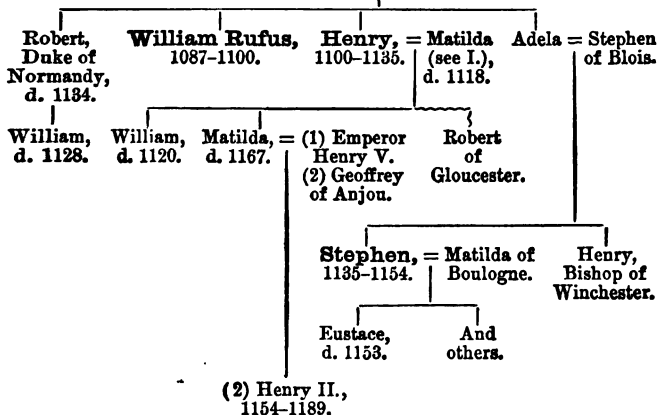 Robert,
Duke of
Normandy,
d. 1134.
William Rufus,
1087–1100.
Henry,
1100–1135.
= Matilda
(see I.),
d. 1118.
Adela = Stephen
of Blois.
William,
d. 1128.
William,
d. 1120.
Matilda,
d. 1167.
= (1) Emperor
Henry V.
(2) Geoffrey
of Anjou.
Robert
of
Gloucester.
Stephen,
1135–1154.
= Matilda of
Boulogne.
Henry,
Bishop of
Winchester.
Eustace,
d. 1153.
And
others.
(2) Henry II.,
1154–1189.